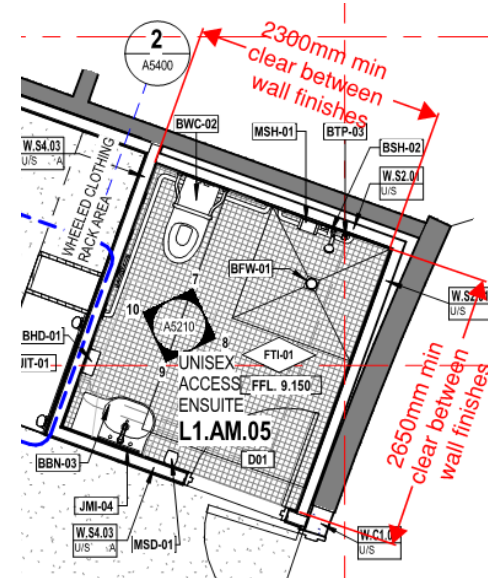 2300mm min
clear between
wall finishes
2
A5400
BWC-02
MSH-01
BTP-03
BSH-02
W.S4.03
U/S A
WHEELED CLOTHING
RACK AREA
W.S2.01
U/S
BFW-01
7
10
A5210
8
9
W.S2.
U/S
BHD-01
JIT-01
FTI-01
UNISEX
ACCESS
ENSUITE
FFL. 9.150
L1.AM.05
2650mm min
clear between
wall finishes
BBN-03
D01
JMI-04
W.S4.03
U/S A
MSD-01
W.C1.0
U/S